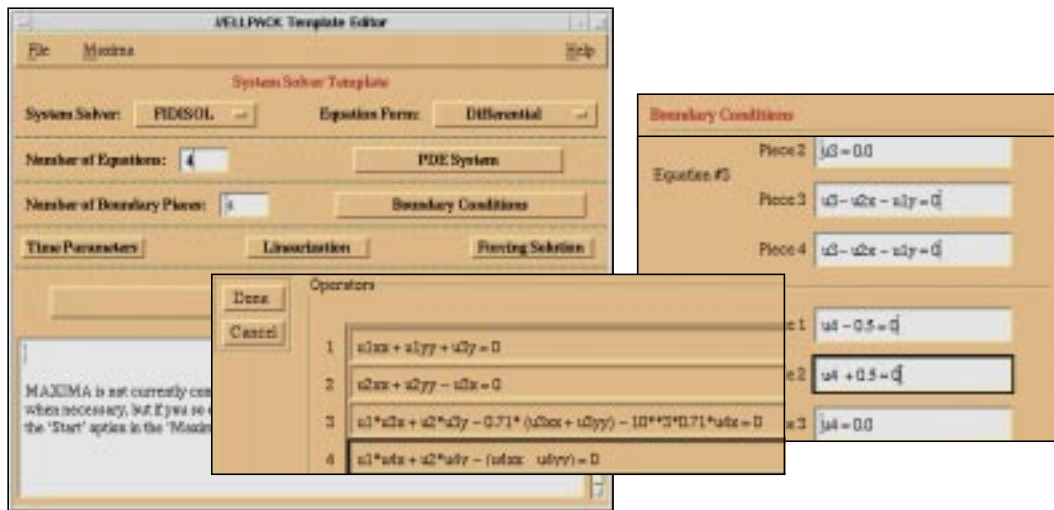 //ELLPACK Template Editor
File Maxima Help
System Solver Template
System Solver: FIDISOL Equation Form: Differential
Number of Equations: 4 PDE System
Number of Boundary Pieces: 4 Boundary Conditions
Time Parameters Linearization Forcing Solution
MAXIMA is not currently
when necessary, but if you
the 'Start' option in the
Done
Cancel
Operators
1 u1xx + u1yy + u3y = 0
2 u2xx + u2yy - u3x = 0
3 u1*u3x + u2*u3y - 0.71* (u3xx + u3yy) - 10**3*0.71*u4x = 0
4 u1*u4x + u2*u4y - (u4xx u4yy) = 0
Boundary Conditions
Piece 2 u3 = 0.0
Equation #3
Piece 3 u3 - u2x - u1y = 0
Piece 4 u3 - u2x - u1y = 0
1 u4 - 0.5 = 0
2 u4 + 0.5 = 0
3 u4 = 0.0